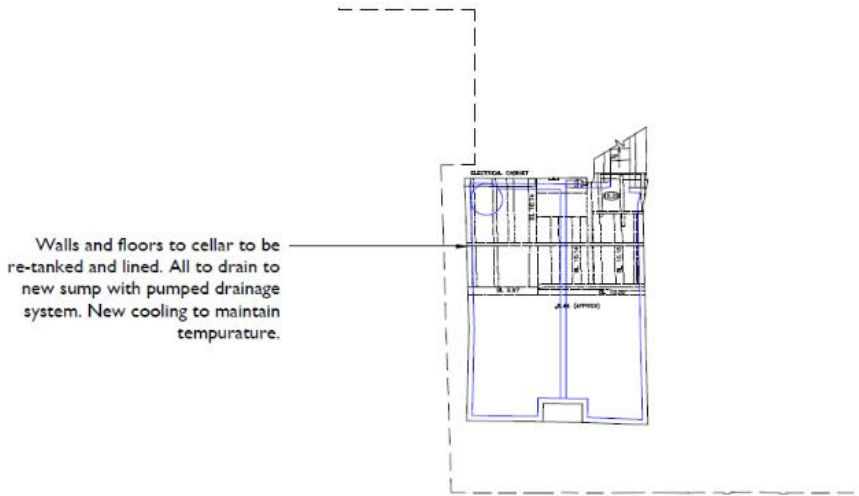 ELECTRICAL CABINET
Walls and floors to cellar to be
re-tanked and lined. All to drain to
new sump with pumped drainage
system. New cooling to maintain
tempurature.
(APPROX)